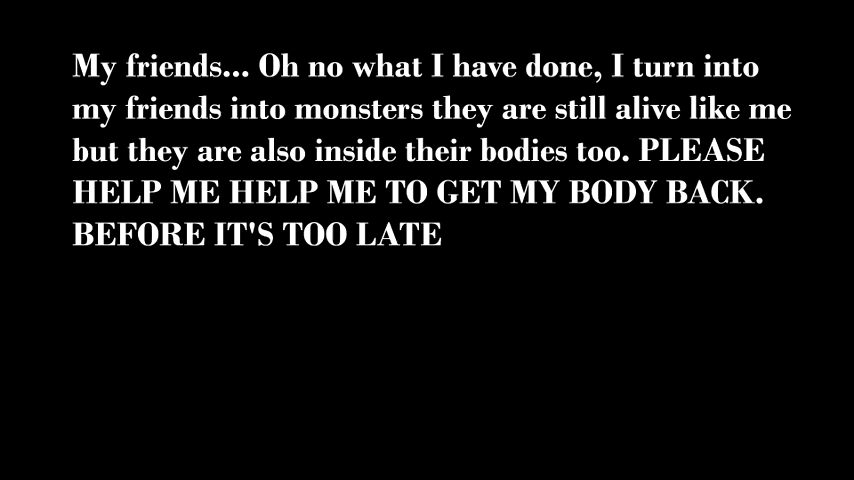 My friends... Oh no what I have done, I turn into
my friends into monsters they are still alive like me
but they are also inside their bodies too. PLEASE
HELP ME HELP ME TO GET MY BODY BACK.
BEFORE IT'S TOO LATE